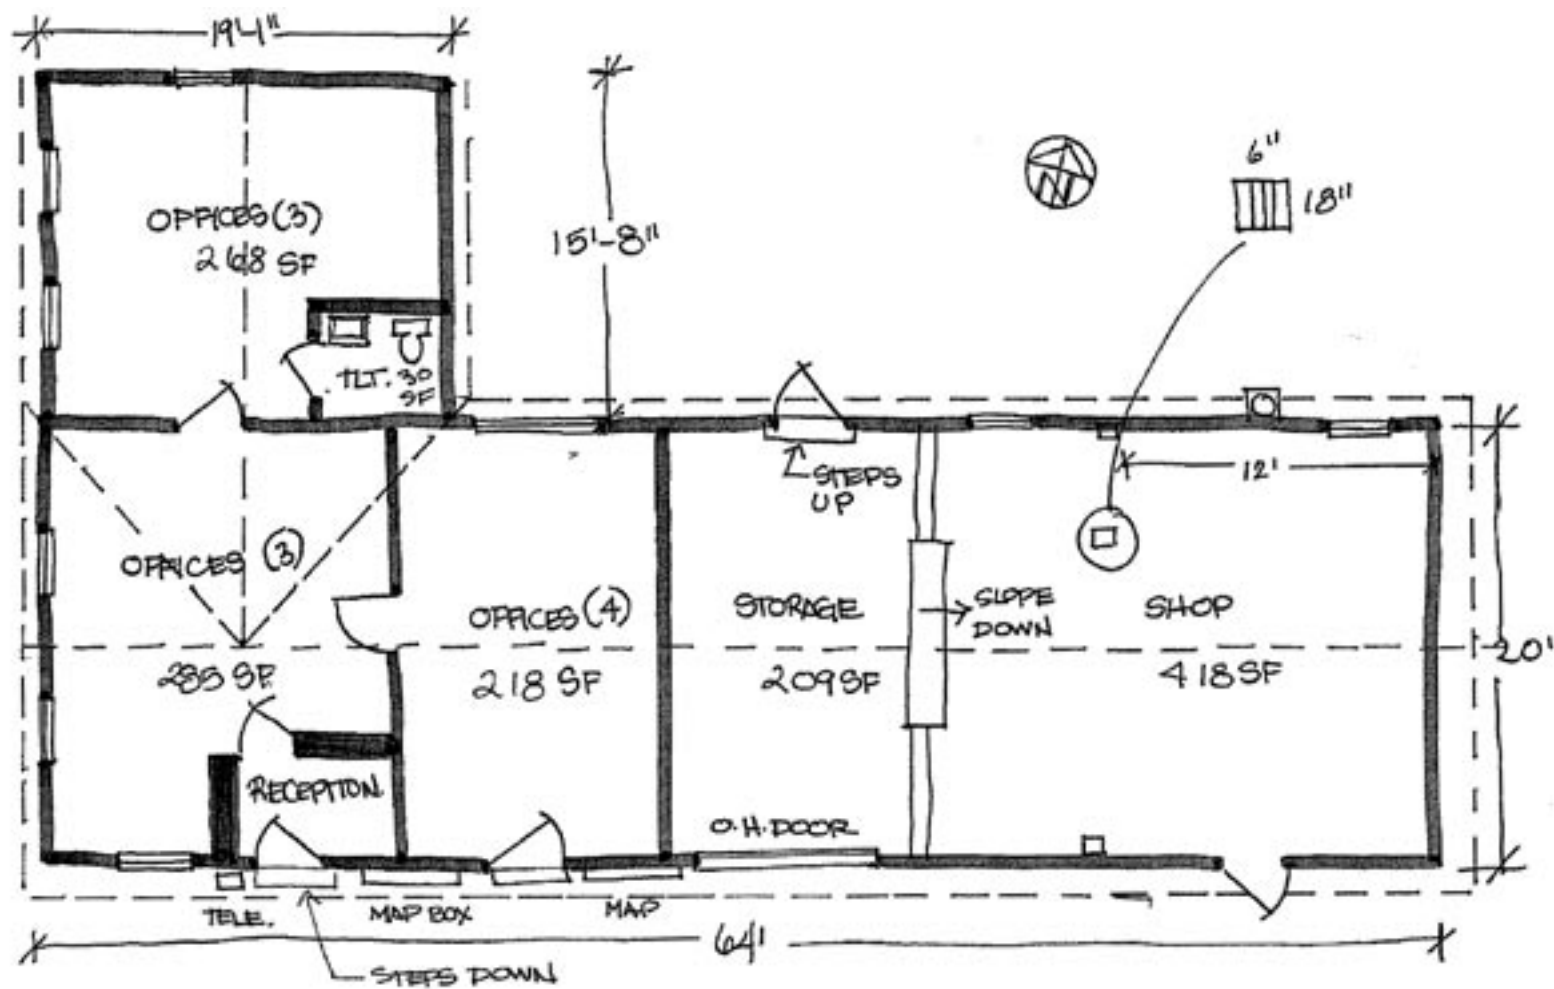 19'-1"
6"
18"
15'-8"
N
OFFICES (3)
268 SF
TLT. 30
SF
12'
STEPS
UP
OFFICES (3)
285 SF
OFFICES (4)
218 SF
STORAGE
209 SF
SLOPE
DOWN
SHOP
418 SF
20'
RECEPTION
O.H. DOOR
TELE.
MAP BOX
MAP
64'
STEPS DOWN